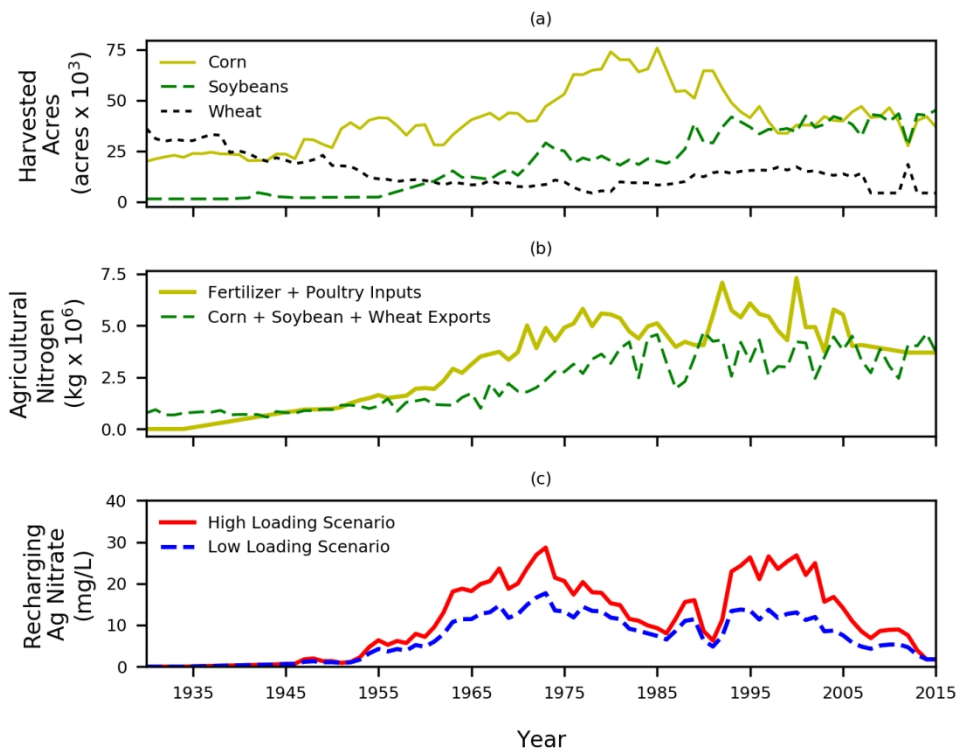 (a)
Harvested
Acres
(acres x 10³)
75
50
25
0
Corn
Soybeans
Wheat
(b)
Agricultural
Nitrogen
(kg x 10⁶)
7.5
5.0
2.5
0.0
Fertilizer + Poultry Inputs
Corn + Soybean + Wheat Exports
(c)
Recharging
Ag Nitrate
(mg/L)
40
30
20
10
0
High Loading Scenario
Low Loading Scenario
1935 1945 1955 1965 1975 1985 1995 2005 2015
Year